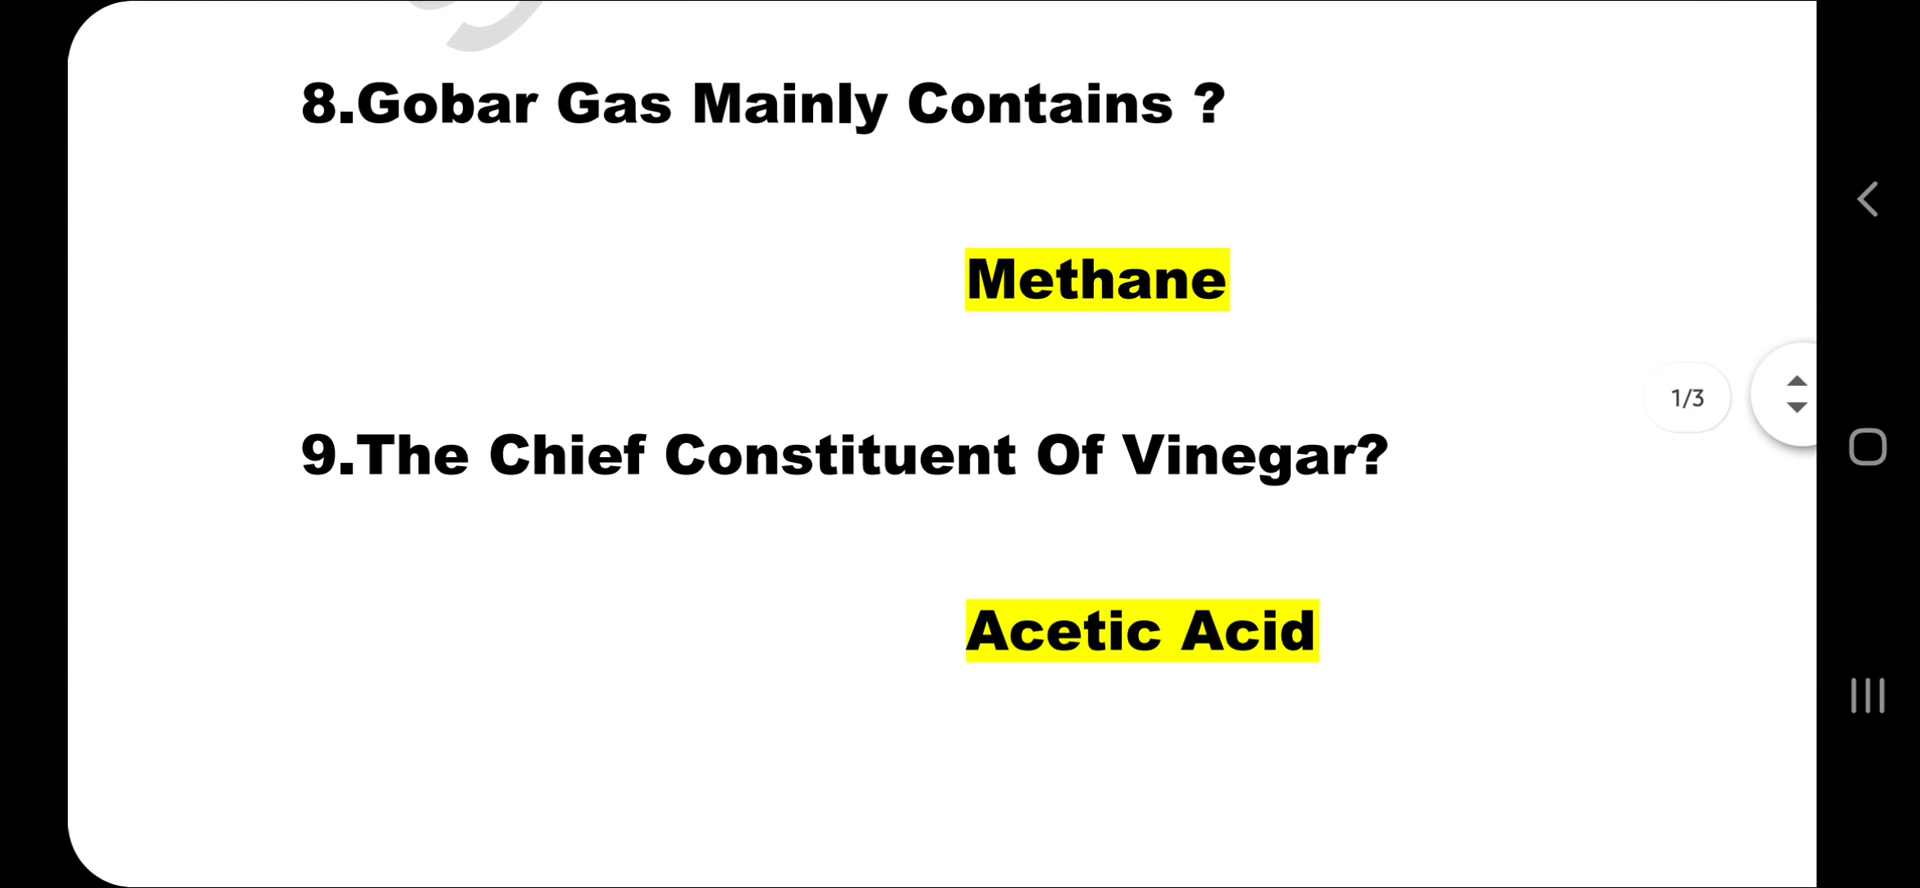 8.Gobar Gas Mainly Contains ?
Methane
1/3
9.The Chief Constituent Of Vinegar?
Acetic Acid